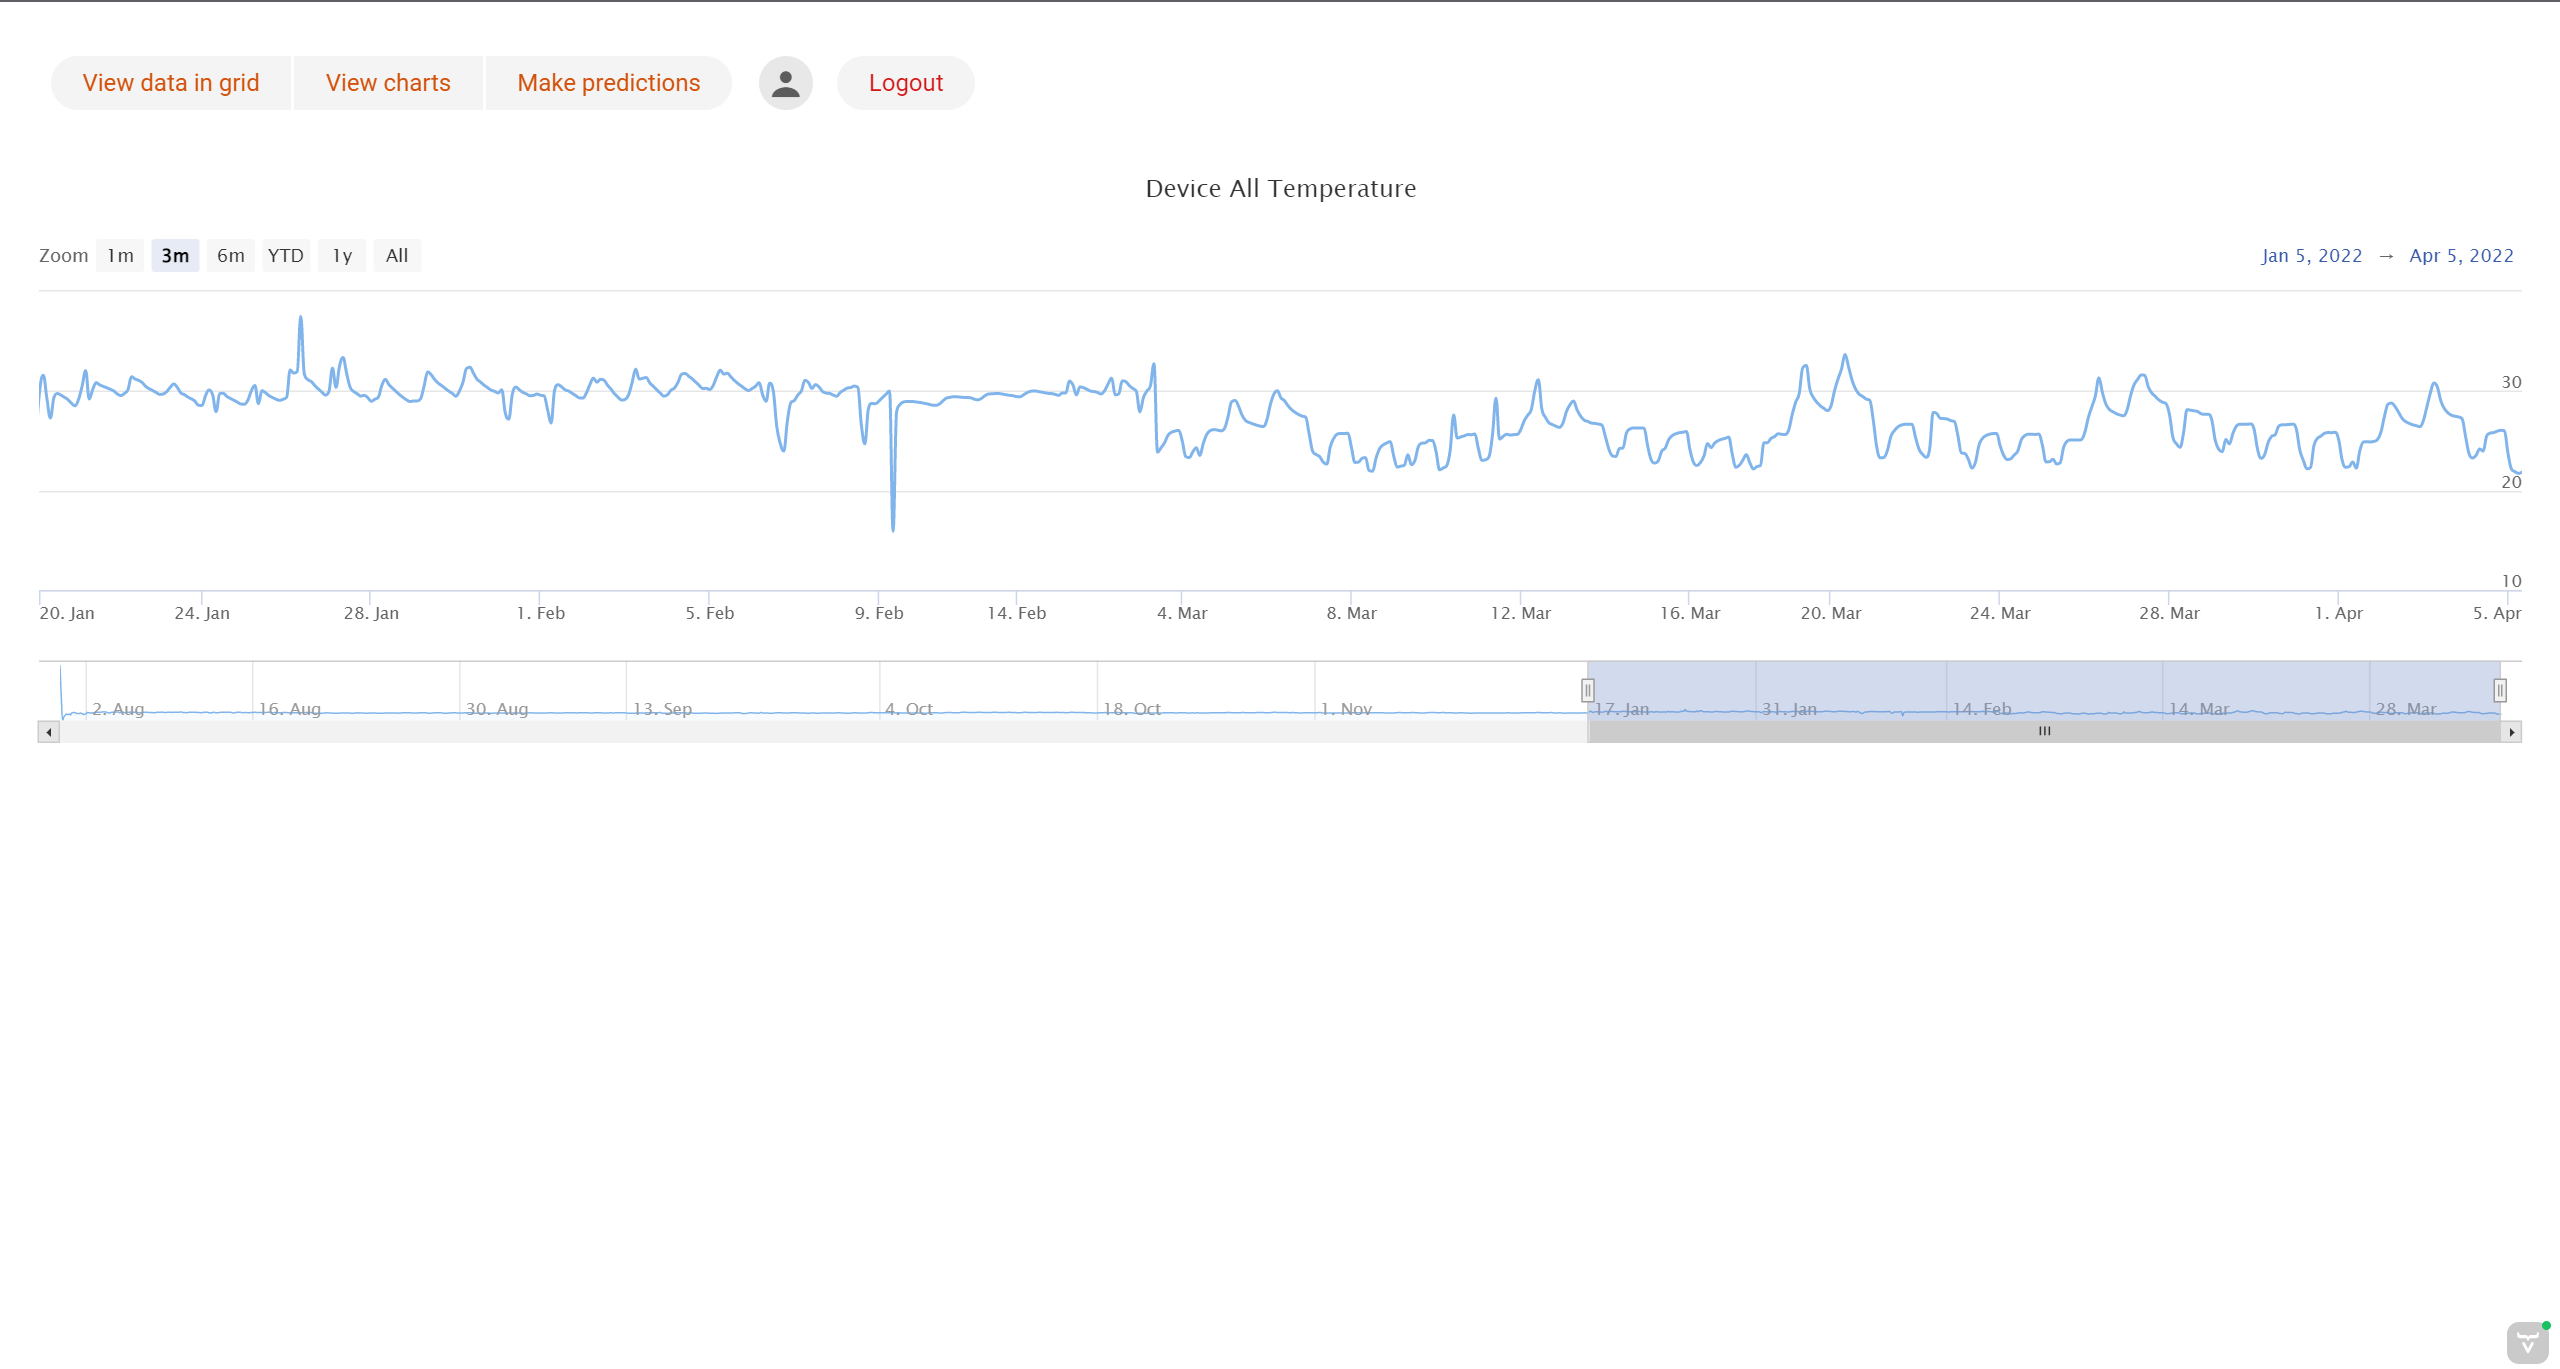 View data in grid View charts Make predictions Logout
Device All Temperature
Zoom 1m 3m 6m YTD 1y All Jan 5, 2022 → Apr 5, 2022
30
20
10
20. Jan 24. Jan 28. Jan 1. Feb 5. Feb 9. Feb 14. Feb 4. Mar 8. Mar 12. Mar 16. Mar 20. Mar 24. Mar 28. Mar 1. Apr 5. Apr
2. Aug 16. Aug 30. Aug 13. Sep 4. Oct 18. Oct 1. Nov 17. Jan 31. Jan 14. Feb 14. Mar 28. Mar